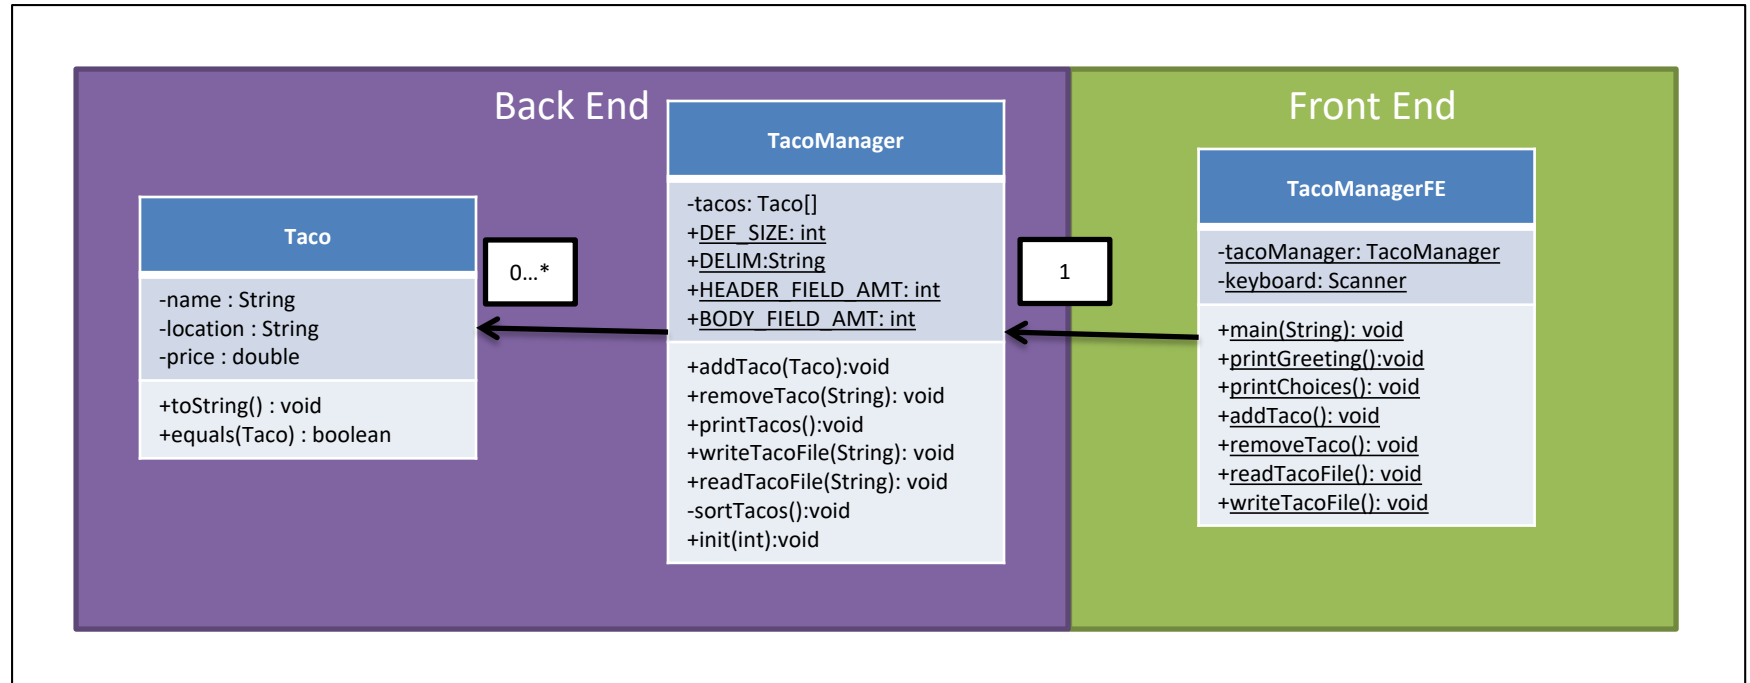 Back End
Front End
Taco
-name : String
-location : String
-price : double
+toString() : void
+equals(Taco) : boolean
0...*
TacoManager
-tacos: Taco[]
+DEF_SIZE: int
+DELIM:String
+HEADER_FIELD_AMT: int
+BODY_FIELD_AMT: int
+addTaco(Taco):void
+removeTaco(String): void
+printTacos():void
+writeTacoFile(String): void
+readTacoFile(String): void
-sortTacos():void
+init(int):void
1
TacoManagerFE
-tacoManager: TacoManager
-keyboard: Scanner
+main(String): void
+printGreeting():void
+printChoices(): void
+addTaco(): void
+removeTaco(): void
+readTacoFile(): void
+writeTacoFile(): void